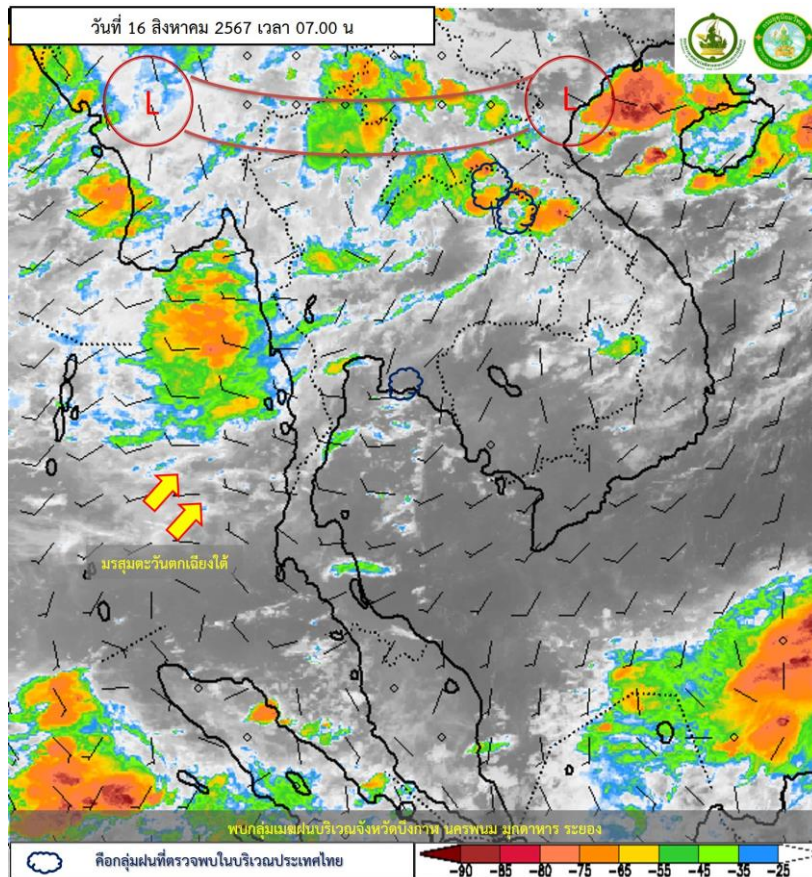 วันที่ 16 สิงหาคม 2567 เวลา 07.00 น
L
L
มรสุมตะวันตกเฉียงใต้
พบกลุ่มเมฆฝนบริเวณจังหวัดบึงกาฬ นครพนม มุกดาหาร ระยอง
คือกลุ่มฝนที่ตรวจพบในบริเวณประเทศไทย
-90 -85 -80 -75 -65 -55 -45 -35 -25